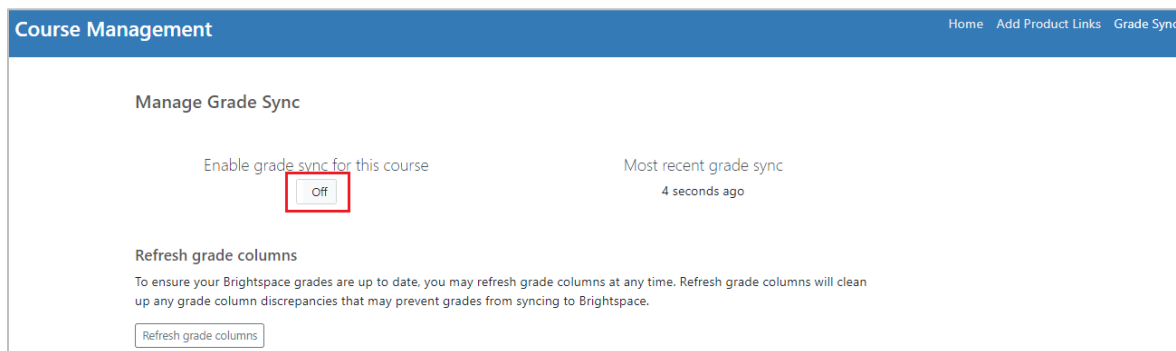 Course Management
Home Add Product Links Grade Sync
Manage Grade Sync
Enable grade sync for this course
Most recent grade sync
Off
4 seconds ago
Refresh grade columns
To ensure your Brightspace grades are up to date, you may refresh grade columns at any time. Refresh grade columns will clean
up any grade column discrepancies that may prevent grades from syncing to Brightspace.
Refresh grade columns